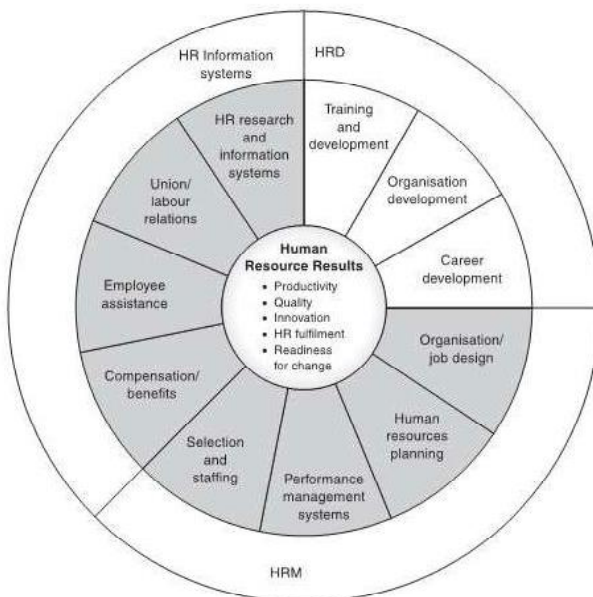 HR Information
systems
HRD
HR research
and
information
systems
Training
and
development
Organisation
development
Career
development
Organisation/
job design
Human
resources
planning
Performance
management
systems
Selection
and
staffing
Compensation/
benefits
Employee
assistance
Union/
labour
relations
Human
Resource Results
• Productivity
• Quality
• Innovation
• HR fulfilment
• Readiness
for change
HRM